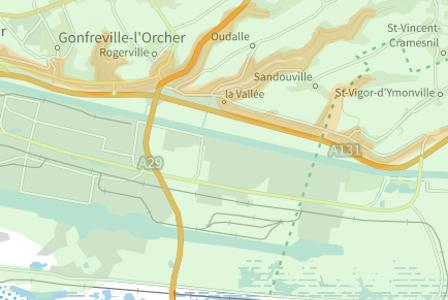 r
Gonfreville-l'Orcher
Rogerville
Oudalle
St-Vincent-
Cramesnil
Sandouville
la Vallée
St-Vigor-d'Ymonville
A131
A29